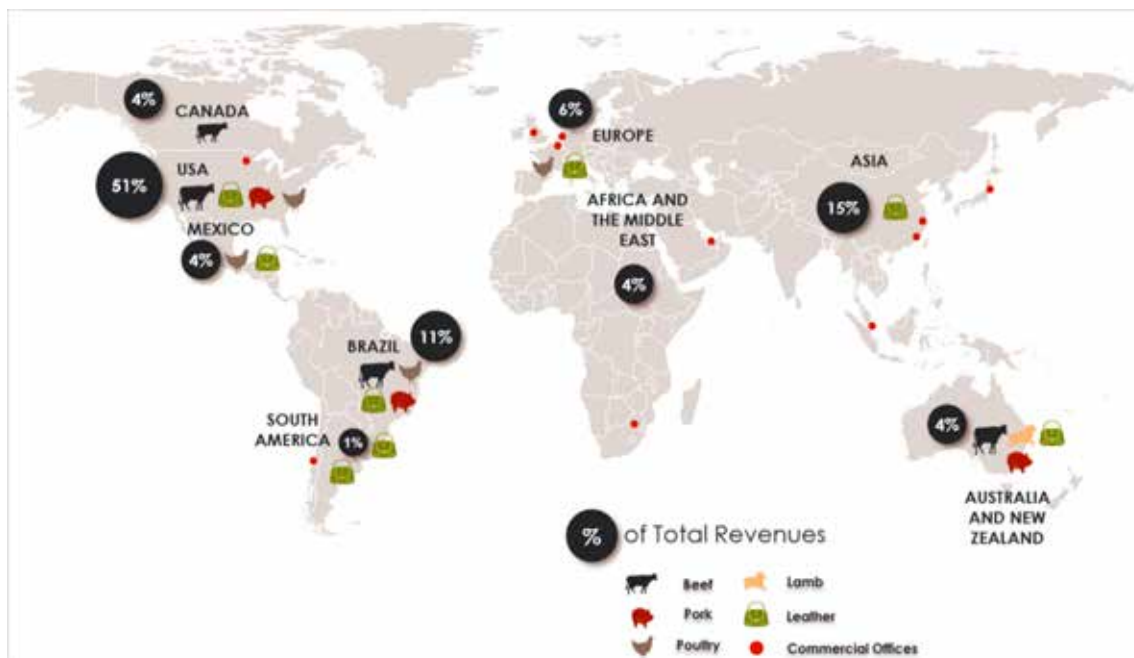 4%
CANADA
6%
EUROPE
ASIA
USA
51%
15%
AFRICA AND
THE MIDDLE
EAST
MEXICO
4%
4%
11%
BRAZIL
SOUTH
AMERICA
1%
4%
AUSTRALIA
AND NEW
ZEALAND
% of Total Revenues
Beef
Lamb
Pork
Leather
Poultry
Commercial Offices